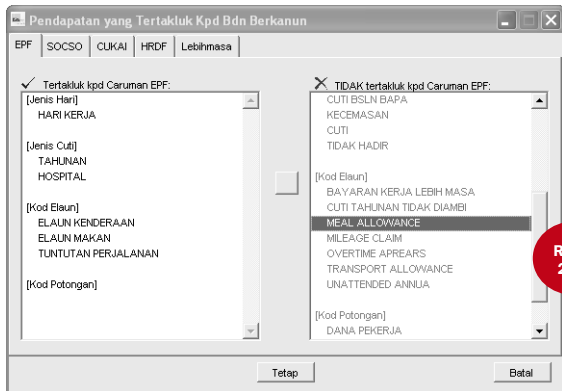 Pendapatan yang Tertakluk Kpd Bdn Berkanun
EPF SOCSO CUKAI HRDF Lebihmasa
Tertakluk kpd Caruman EPF:
[Jenis Hari]
HARI KERJA
[Jenis Cuti]
TAHUNAN
HOSPITAL
[Kod Elaun]
ELAUN KENDERAAN
ELAUN MAKAN
TUNTUTAN PERJALANAN
[Kod Potongan]
TIDAK tertakluk kpd Caruman EPF:
CUTI BSLN BAPA
KECEMASAN
CUTI
TIDAK HADIR
[Kod Elaun]
BAYARAN KERJA LEBIH MASA
CUTI TAHUNAN TIDAK DIAMBI
MEAL ALLOWANCE
MILEAGE CLAIM
OVERTIME APREARS
TRANSPORT ALLOWANCE
UNATTENDED ANNUA
[Kod Potongan]
DANA PEKERJA
R
2
Tetap
Batal